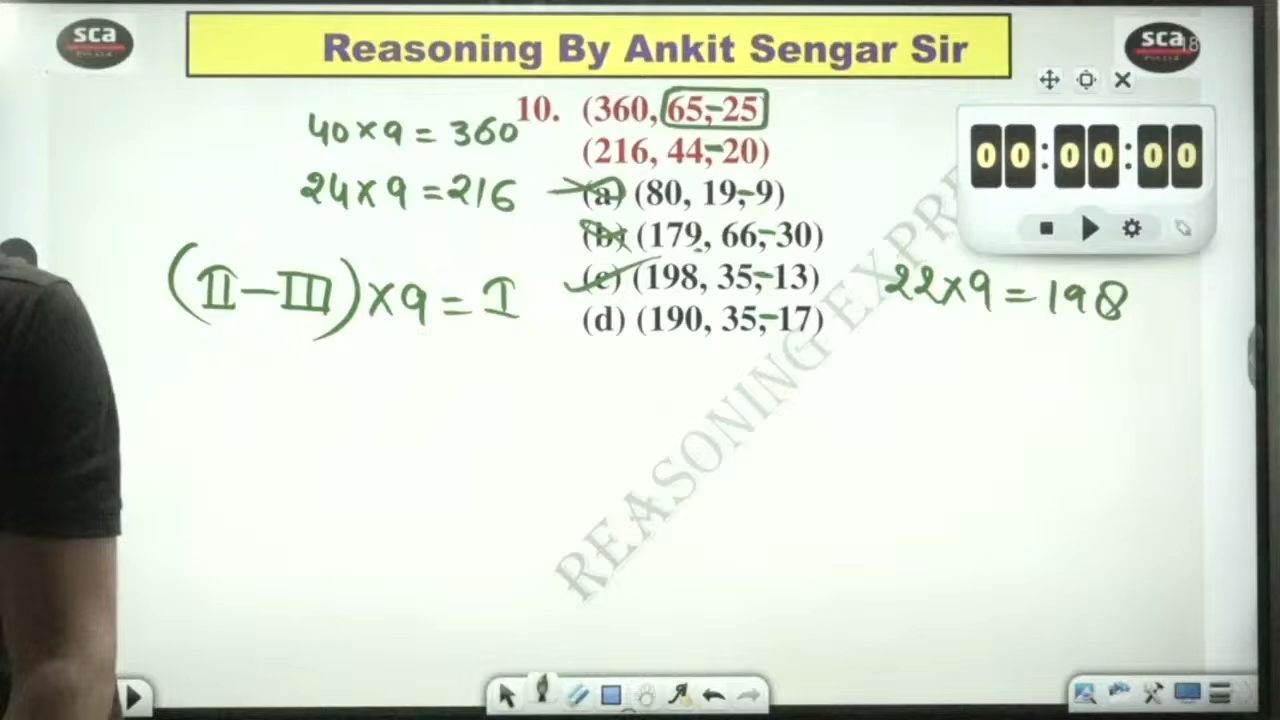 sca
Reasoning By Ankit Sengar Sir
sca
18
10. (360, 65,-25)
(216, 44,-20)
(a) (80, 19,-9)
(b) (179, 66,-30)
(c) (198, 35,-13)
(d) (190, 35,-17)
40×9=360
24×9=216
(II-III)×9=I
22×9=198
00:00:00
REASONING EXPRE